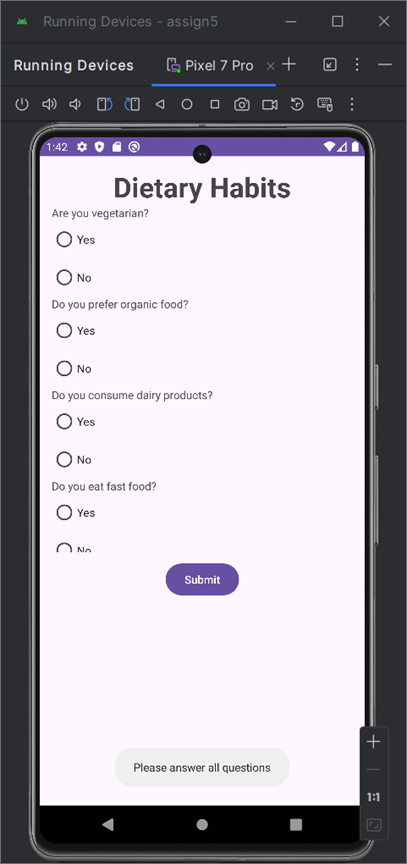 Running Devices - assign5
Running Devices
Pixel 7 Pro
1:42
Dietary Habits
Are you vegetarian?
Yes
No
Do you prefer organic food?
Yes
No
Do you consume dairy products?
Yes
No
Do you eat fast food?
Yes
No
Submit
Please answer all questions
1:1